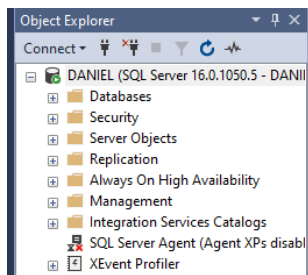 Object Explorer
Connect
DANIEL (SQL Server 16.0.1050.5 - DANII
Databases
Security
Server Objects
Replication
Always On High Availability
Management
Integration Services Catalogs
SQL Server Agent (Agent XPs disabl
XEvent Profiler